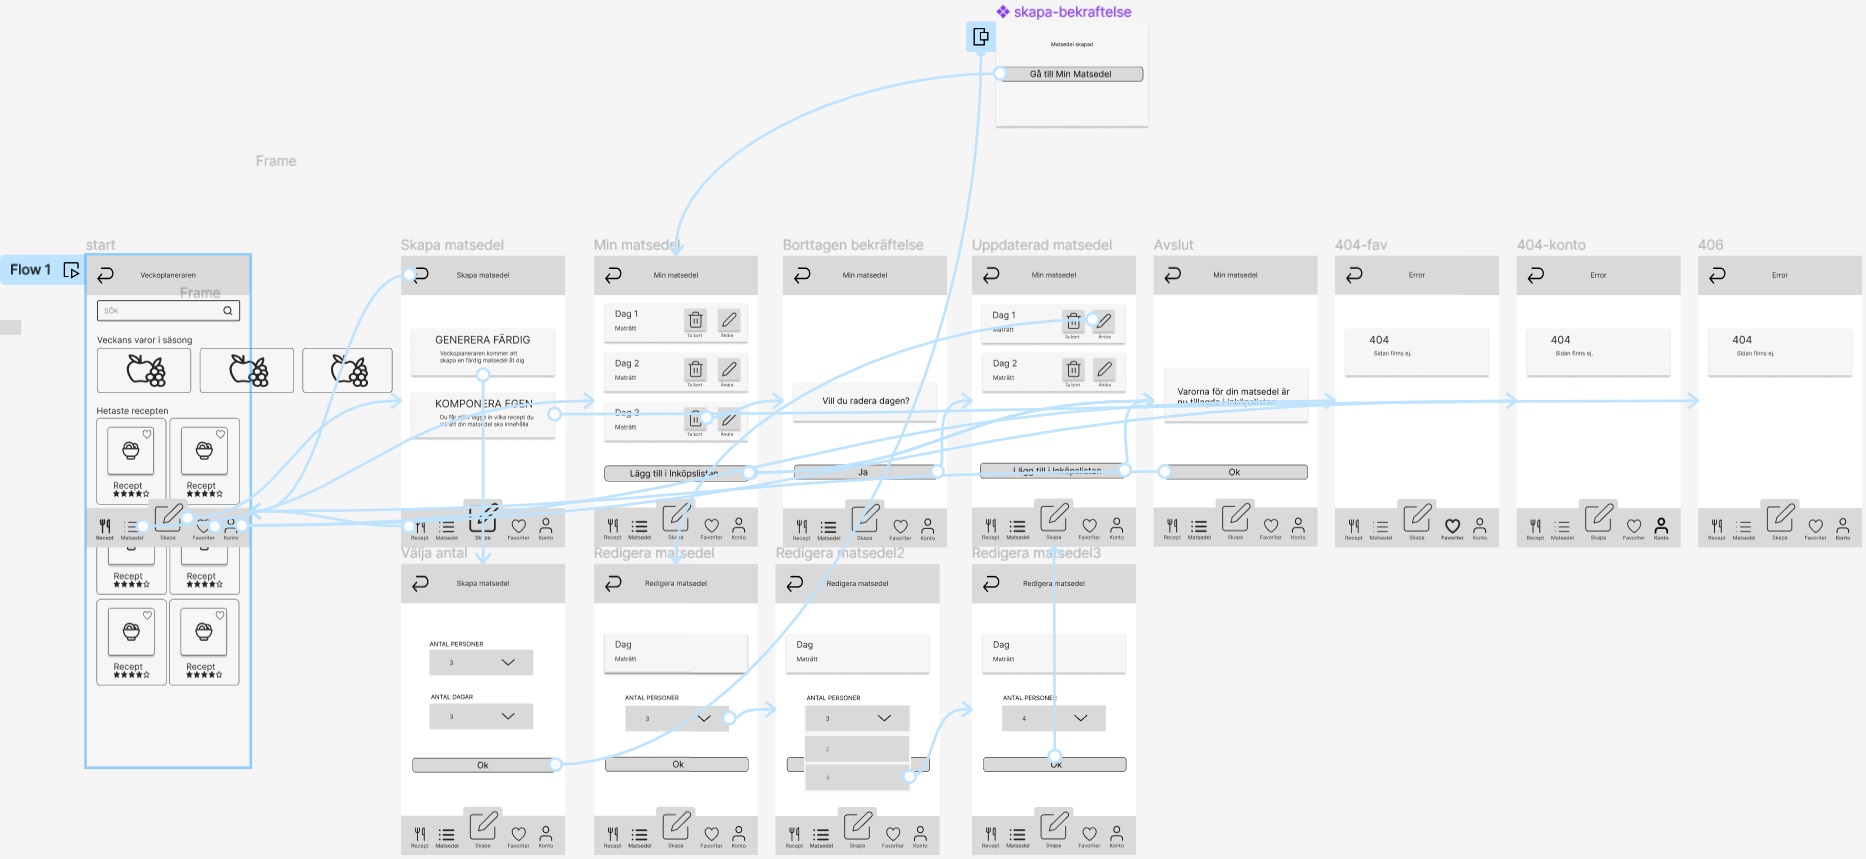 skapa-bekraftelse
Matsedel skapad
Gå till Min Matsedel
Frame
Flow 1
start
Veckoplaneraren
Frame
SÖK
Veckans varor i säsong
Hetaste recepten
Recept
Recept
Recept Matsedel Skapa Favoriter Konto
Recept
Recept
Recept
Recept
Skapa matsedel
Skapa matsedel
GENERERA FÄRDIG
Veckoplaneraren kommer att
skapa en färdig matsedel åt dig
KOMPONERA EGEN
Du får själv lägga in vilka recept du
vill att din matsedel ska innehålla
Recept Matsedel Skapa Favoriter Konto
Min matsedel
Min matsedel
Dag 1
Maträtt
Ta bort
Ändra
Dag 2
Maträtt
Ta bort
Ändra
Dag 3
Maträtt
Ta bort
Ändra
Lägg till i Inköpslistan
Recept Matsedel Skapa Favoriter Konto
Borttagen bekräftelse
Min matsedel
Vill du radera dagen?
Ja
Recept Matsedel Skapa Favoriter Konto
Uppdaterad matsedel
Min matsedel
Dag 1
Maträtt
Ta bort
Ändra
Dag 2
Maträtt
Ta bort
Ändra
Lägg till i Inköpslistan
Recept Matsedel Skapa Favoriter Konto
Avslut
Min matsedel
Varorna för din matsedel är
nu tillagda i inköpslistan
Ok
Recept Matsedel Skapa Favoriter Konto
404-fav
Error
404
Sidan finns ej.
Recept Matsedel Skapa Favoriter Konto
404-konto
Error
404
Sidan finns ej.
Recept Matsedel Skapa Favoriter Konto
406
Error
404
Sidan finns ej.
Recept Matsedel Skapa Favoriter Konto
Välja antal
Skapa matsedel
ANTAL PERSONER
3
ANTAL DAGAR
3
Ok
Recept Matsedel Skapa Favoriter Konto
Redigera matsedel
Redigera matsedel
Dag
Maträtt
ANTAL PERSONER
3
Ok
Recept Matsedel Skapa Favoriter Konto
Redigera matsedel2
Redigera matsedel
Dag
Maträtt
ANTAL PERSONER
3
3
4
Recept Matsedel Skapa Favoriter Konto
Redigera matsedel3
Redigera matsedel
Dag
Maträtt
ANTAL PERSONER
4
Ok
Recept Matsedel Skapa Favoriter Konto